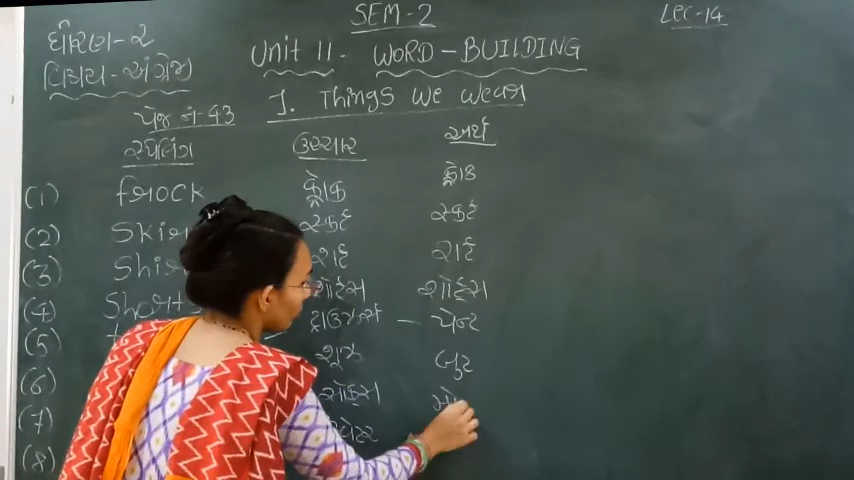 SEM-2
Lec-14
ધોરણ-2
વિષય-અંગ્રેજી
Unit 11. WORD-BUILDING
1. Things we wear
પેજ નં-43
સ્પેલિંગ ઉચ્ચાર અર્થ
(1) frock ફ્રોક ફ્રોક
(2) સ્કર્ટ સ્કર્ટ
(3) શર્ટ શર્ટ
(4) શોર્ટ્સ શોર્ટ્સ
(5) ટ્રાઉઝર્સ - પેન્ટ
(6) શૂઝ બૂટ
(7) સોક્સ
(8)